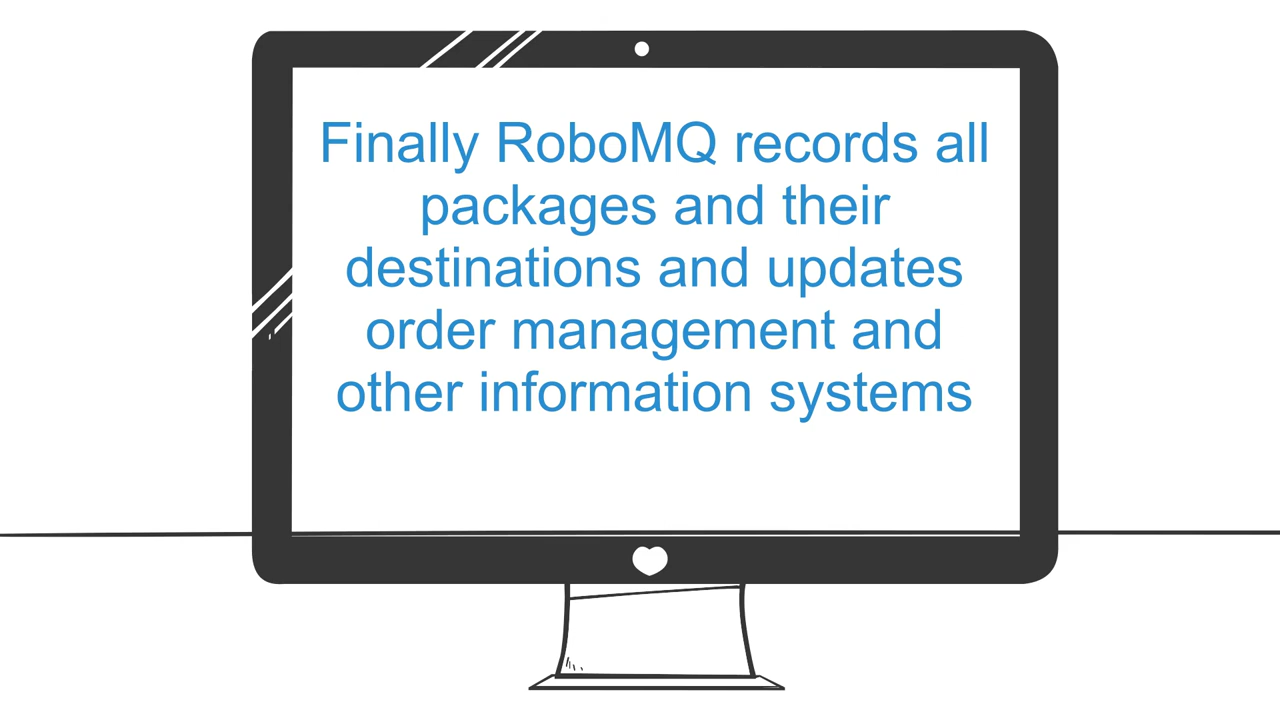 Finally RoboMQ records all
packages and their
destinations and updates
order management and
other information systems